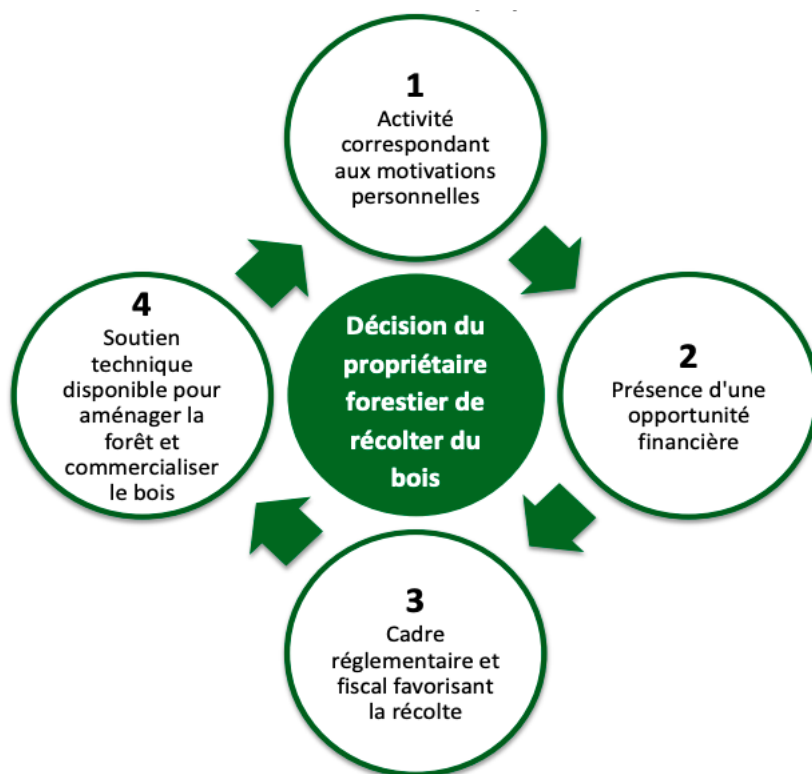 1
Activité
correspondant
aux motivations
personnelles
2
Présence d'une
opportunité
financière
3
Cadre
réglementaire et
fiscal favorisant
la récolte
4
Soutien
technique
disponible pour
aménager la
forêt et
commercialiser
le bois
Décision du
propriétaire
forestier de
récolter du
bois